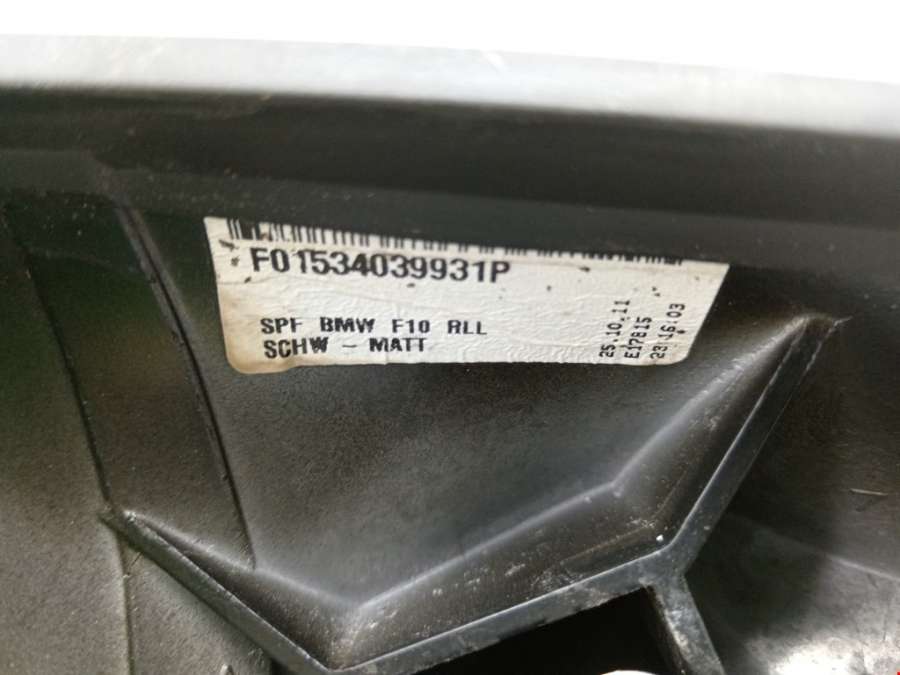 F01534039931P
SPF BMW F10 RLL
SCHW - MATT
25.10.11
E17815
23:16:03